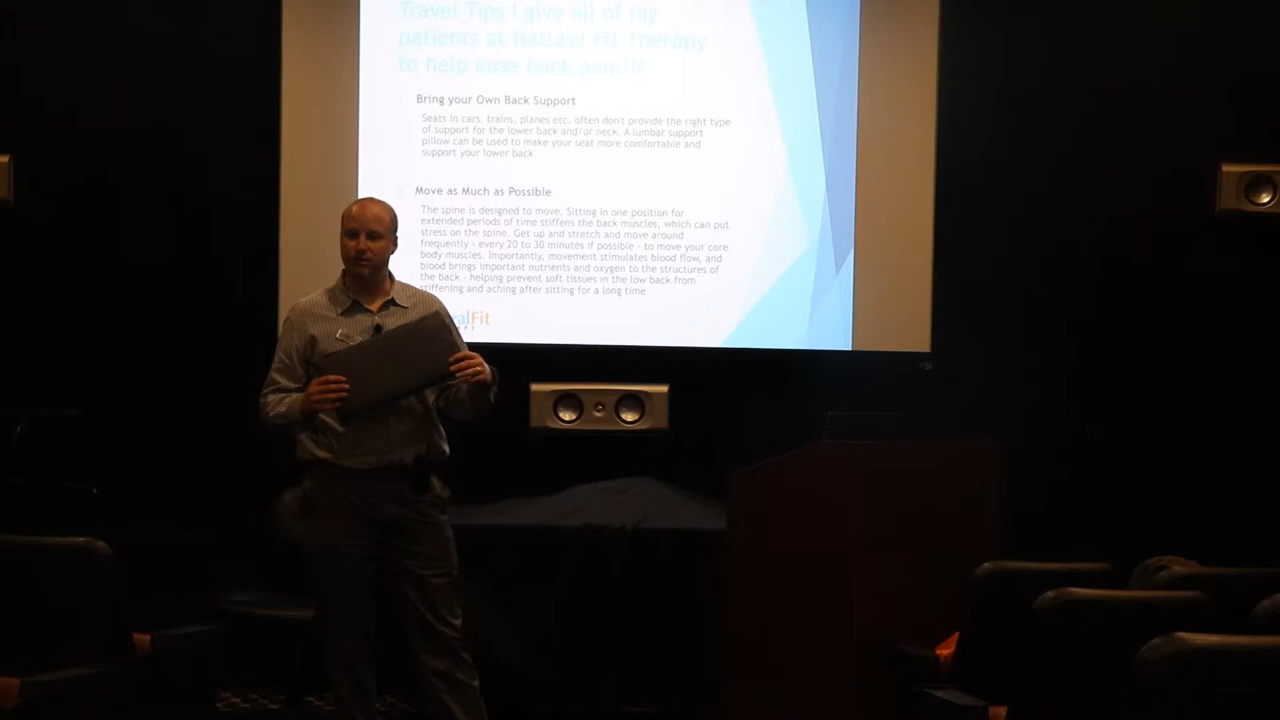 Travel Tips I give all of my
patients at Natural Fit Therapy
to help ease back pain!!!
Bring your Own Back Support
Seats in cars, trains, planes etc. often don't provide the right type
of support for the lower back and/or neck. A lumbar support
pillow can be used to make your seat more comfortable and
support your lower back.
Move as Much as Possible
The spine is designed to move. Sitting in one position for
extended periods of time stiffens the back muscles, which can put
stress on the spine. Get up and stretch and move around
frequently - every 20 to 30 minutes if possible - to move your core
body muscles. Importantly, movement stimulates blood flow, and
blood brings important nutrients and oxygen to the structures of
the back - helping prevent soft tissues in the low back from
stiffening and aching after sitting for a long time
alFit